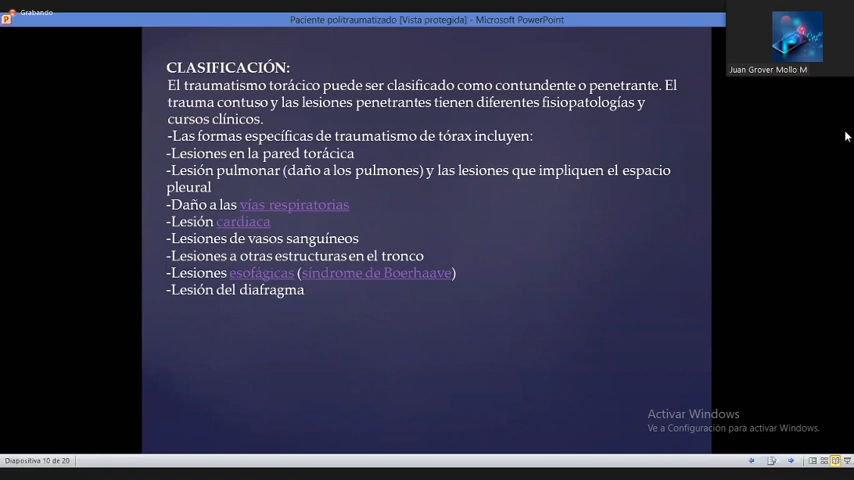 Grabando
Paciente politraumatizado [Vista protegida] - Microsoft PowerPoint
Juan Grover Mollo M
CLASIFICACIÓN:
El traumatismo torácico puede ser clasificado como contundente o penetrante. El
trauma contuso y las lesiones penetrantes tienen diferentes fisiopatologías y
cursos clínicos.
-Las formas específicas de traumatismo de tórax incluyen:
-Lesiones en la pared torácica
-Lesión pulmonar (daño a los pulmones) y las lesiones que impliquen el espacio
pleural
-Daño a las vías respiratorias
-Lesión cardíaca
-Lesiones de vasos sanguíneos
-Lesiones a otras estructuras en el tronco
-Lesiones esofágicas (síndrome de Boerhaave)
-Lesión del diafragma
Activar Windows
Ve a Configuración para activar Windows.
Diapositiva 10 de 20